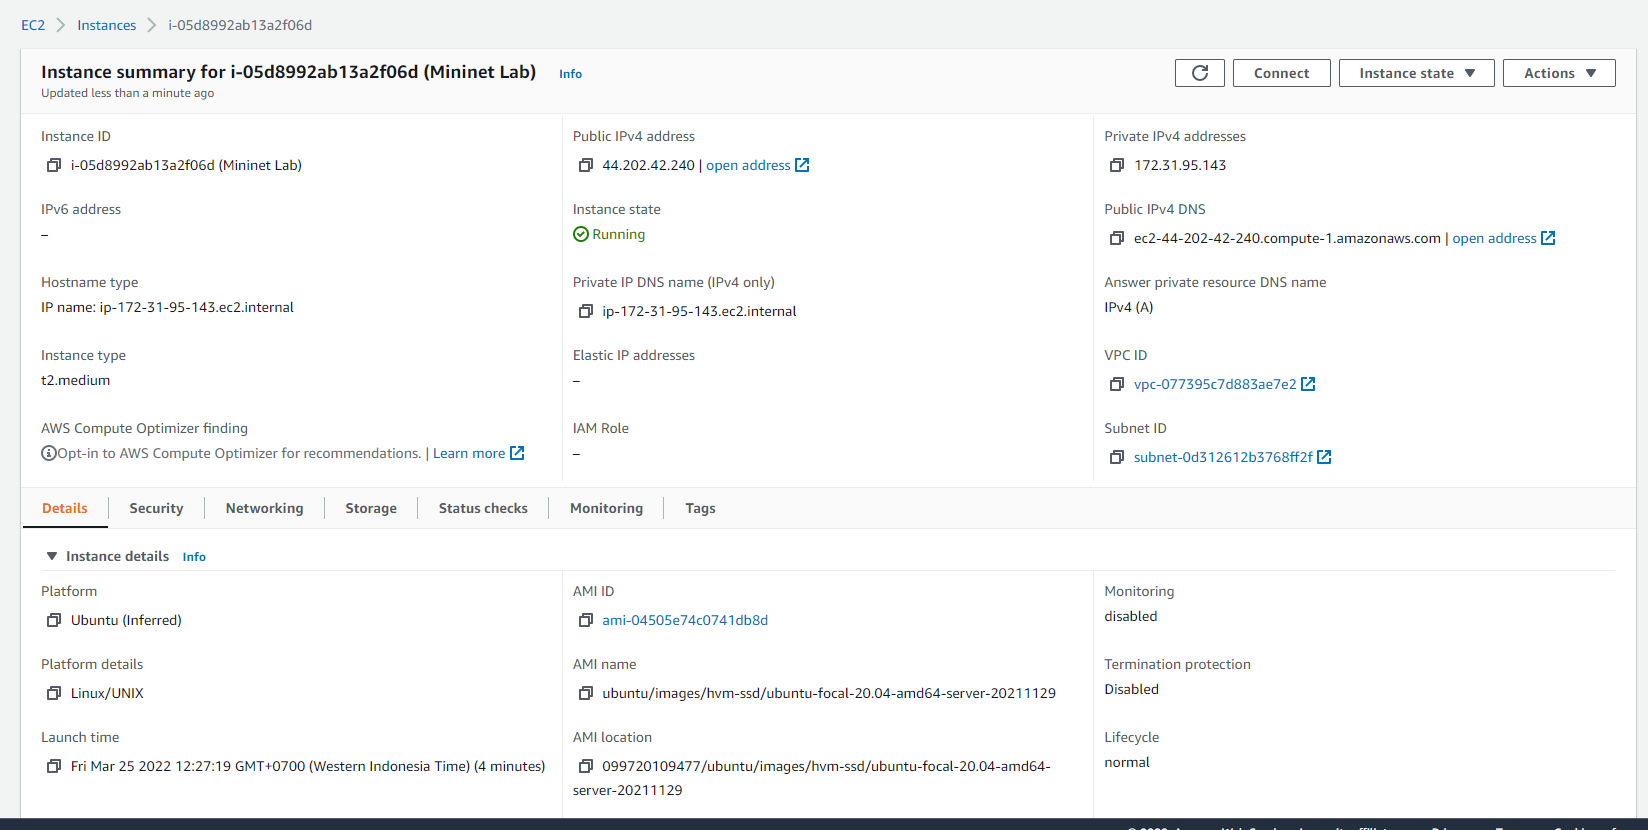 EC2 > Instances > i-05d8992ab13a2f06d
Instance summary for i-05d8992ab13a2f06d (Mininet Lab) Info
Updated less than a minute ago
Connect
Instance state
Actions
Instance ID
i-05d8992ab13a2f06d (Mininet Lab)
Public IPv4 address
44.202.42.240 | open address
Private IPv4 addresses
172.31.95.143
IPv6 address
–
Instance state
Running
Public IPv4 DNS
ec2-44-202-42-240.compute-1.amazonaws.com | open address
Hostname type
IP name: ip-172-31-95-143.ec2.internal
Private IP DNS name (IPv4 only)
ip-172-31-95-143.ec2.internal
Answer private resource DNS name
IPv4 (A)
Instance type
t2.medium
Elastic IP addresses
–
VPC ID
vpc-077395c7d883ae7e2
AWS Compute Optimizer finding
Opt-in to AWS Compute Optimizer for recommendations. | Learn more
IAM Role
–
Subnet ID
subnet-0d312612b3768ff2f
Details
Security
Networking
Storage
Status checks
Monitoring
Tags
Instance details Info
Platform
Ubuntu (Inferred)
AMI ID
ami-04505e74c0741db8d
Monitoring
disabled
Platform details
Linux/UNIX
AMI name
ubuntu/images/hvm-ssd/ubuntu-focal-20.04-amd64-server-20211129
Termination protection
Disabled
Launch time
Fri Mar 25 2022 12:27:19 GMT+0700 (Western Indonesia Time) (4 minutes)
AMI location
099720109477/ubuntu/images/hvm-ssd/ubuntu-focal-20.04-amd64-
server-20211129
Lifecycle
normal